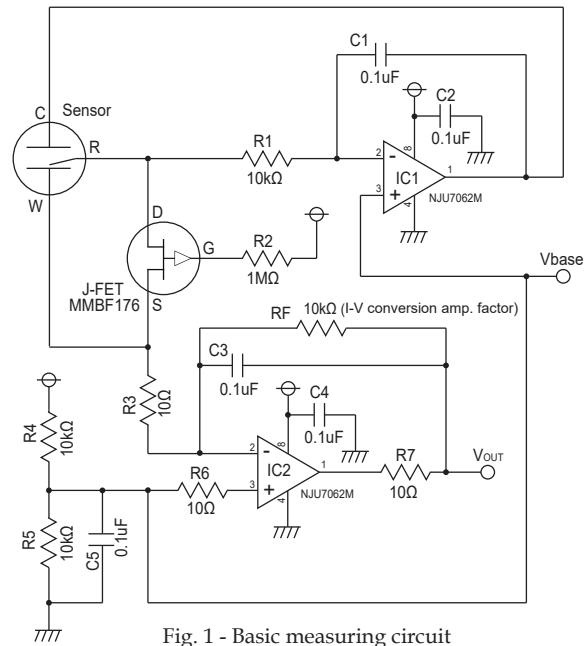 C1
0.1uF
C2
0.1uF
C
Sensor
R
W
R1
10kΩ
2
8
1
3
4
IC1
NJU7062M
D
G
S
R2
1MΩ
J-FET
MMBF176
Vbase
RF
10kΩ (I-V conversion amp. factor)
C3
0.1uF
C4
0.1uF
R3
10Ω
R4
10kΩ
2
8
1
3
4
IC2
NJU7062M
R7
10Ω
VOUT
R6
10Ω
R5
10kΩ
C5
0.1uF
Fig. 1 - Basic measuring circuit